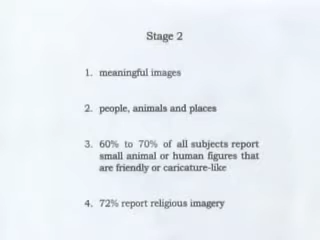 Stage 2
1. meaningful images
2. people, animals and places
3. 60% to 70% of all subjects report
small animal or human figures that
are friendly or caricature-like
4. 72% report religious imagery